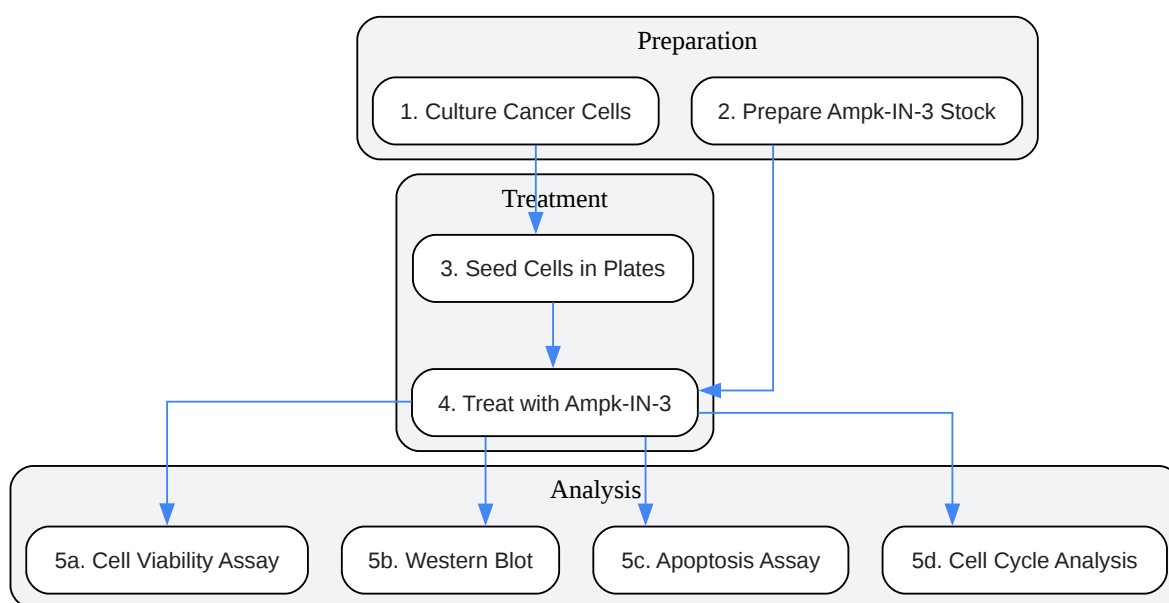 Preparation
1. Culture Cancer Cells
2. Prepare Ampk-IN-3 Stock
Treatment
3. Seed Cells in Plates
4. Treat with Ampk-IN-3
Analysis
5a. Cell Viability Assay
5b. Western Blot
5c. Apoptosis Assay
5d. Cell Cycle Analysis